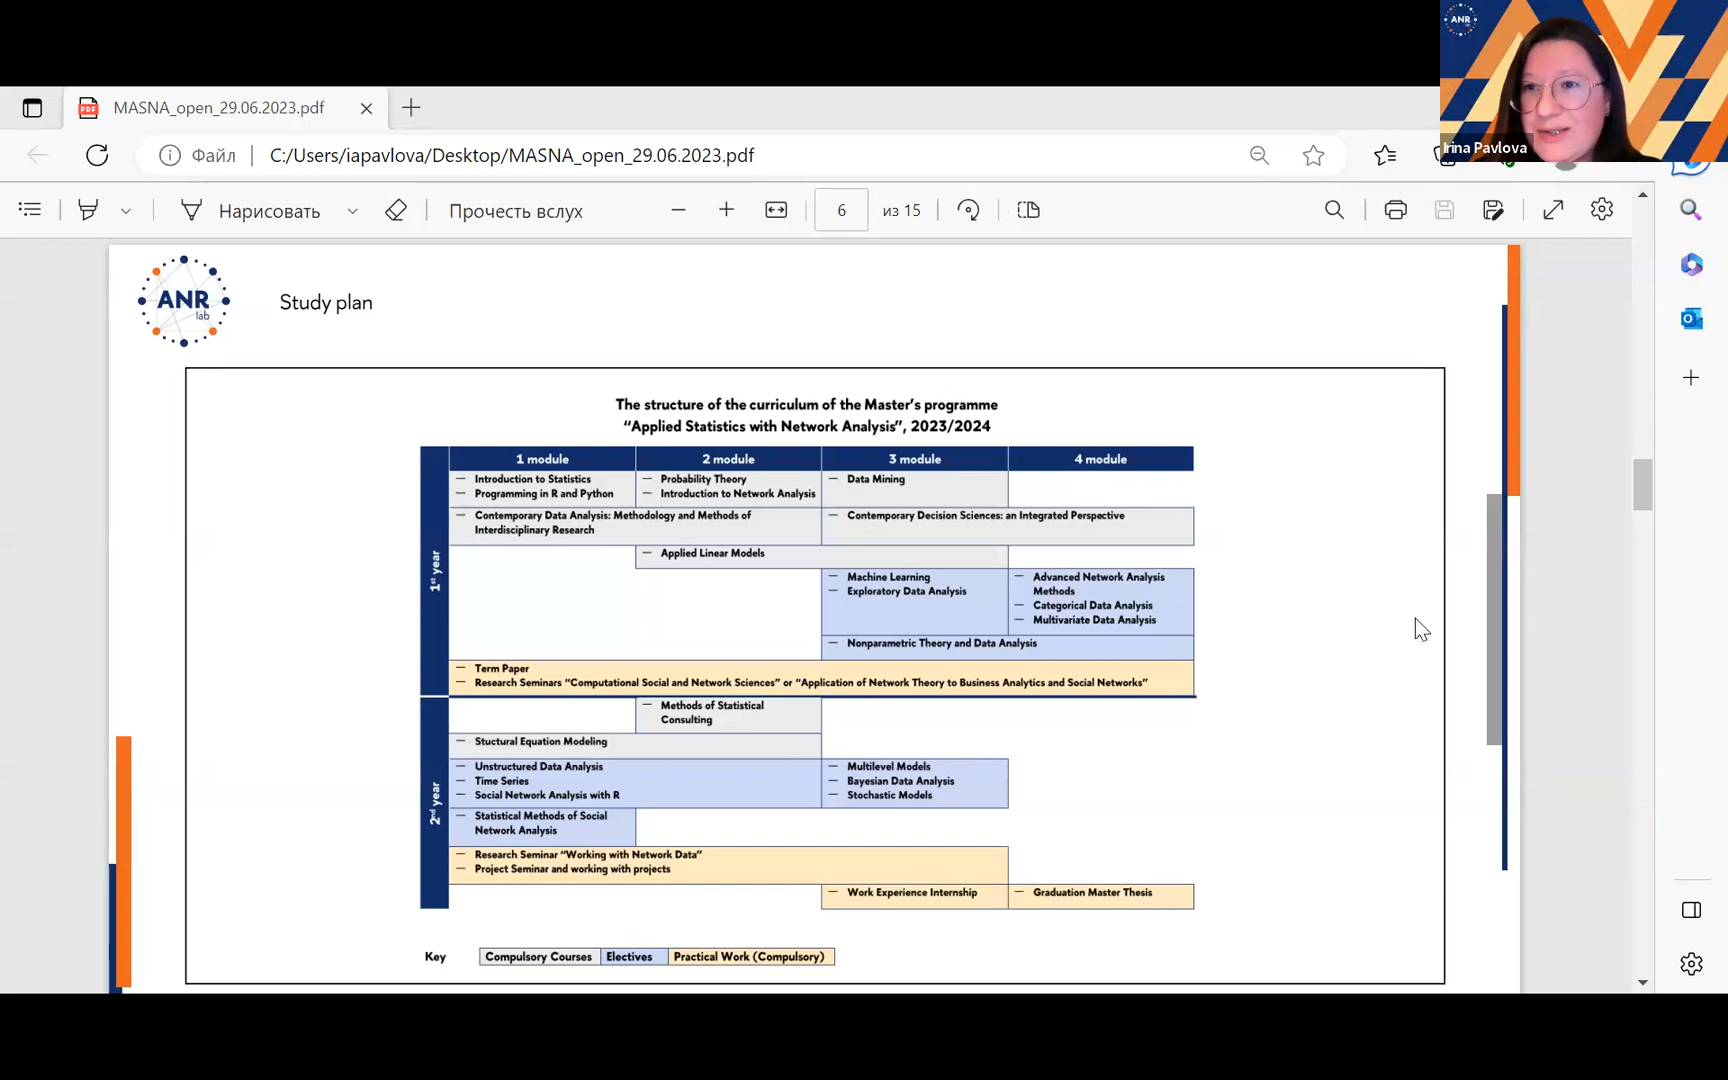 ANR
MASNA_open_29.06.2023.pdf
Файл
C:/Users/iapavlova/Desktop/MASNA_open_29.06.2023.pdf
Irina Pavlova
Нарисовать
Прочесть вслух
6
из 15
ANR
lab
Study plan
The structure of the curriculum of the Master's programme
“Applied Statistics with Network Analysis”, 2023/2024
1 module
2 module
3 module
4 module
1st year
— Introduction to Statistics
— Programming in R and Python
— Probability Theory
— Introduction to Network Analysis
— Data Mining
— Contemporary Data Analysis: Methodology and Methods of
Interdisciplinary Research
— Contemporary Decision Sciences: an Integrated Perspective
— Applied Linear Models
— Machine Learning
— Exploratory Data Analysis
— Advanced Network Analysis
Methods
— Categorical Data Analysis
— Multivariate Data Analysis
— Nonparametric Theory and Data Analysis
— Term Paper
— Research Seminars “Computational Social and Network Sciences” or “Application of Network Theory to Business Analytics and Social Networks”
2nd year
— Methods of Statistical
Consulting
— Stuctural Equation Modeling
— Unstructured Data Analysis
— Time Series
— Social Network Analysis with R
— Multilevel Models
— Bayesian Data Analysis
— Stochastic Models
— Statistical Methods of Social
Network Analysis
— Research Seminar “Working with Network Data”
— Project Seminar and working with projects
— Work Experience Internship
— Graduation Master Thesis
Key
Compulsory Courses
Electives
Practical Work (Compulsory)